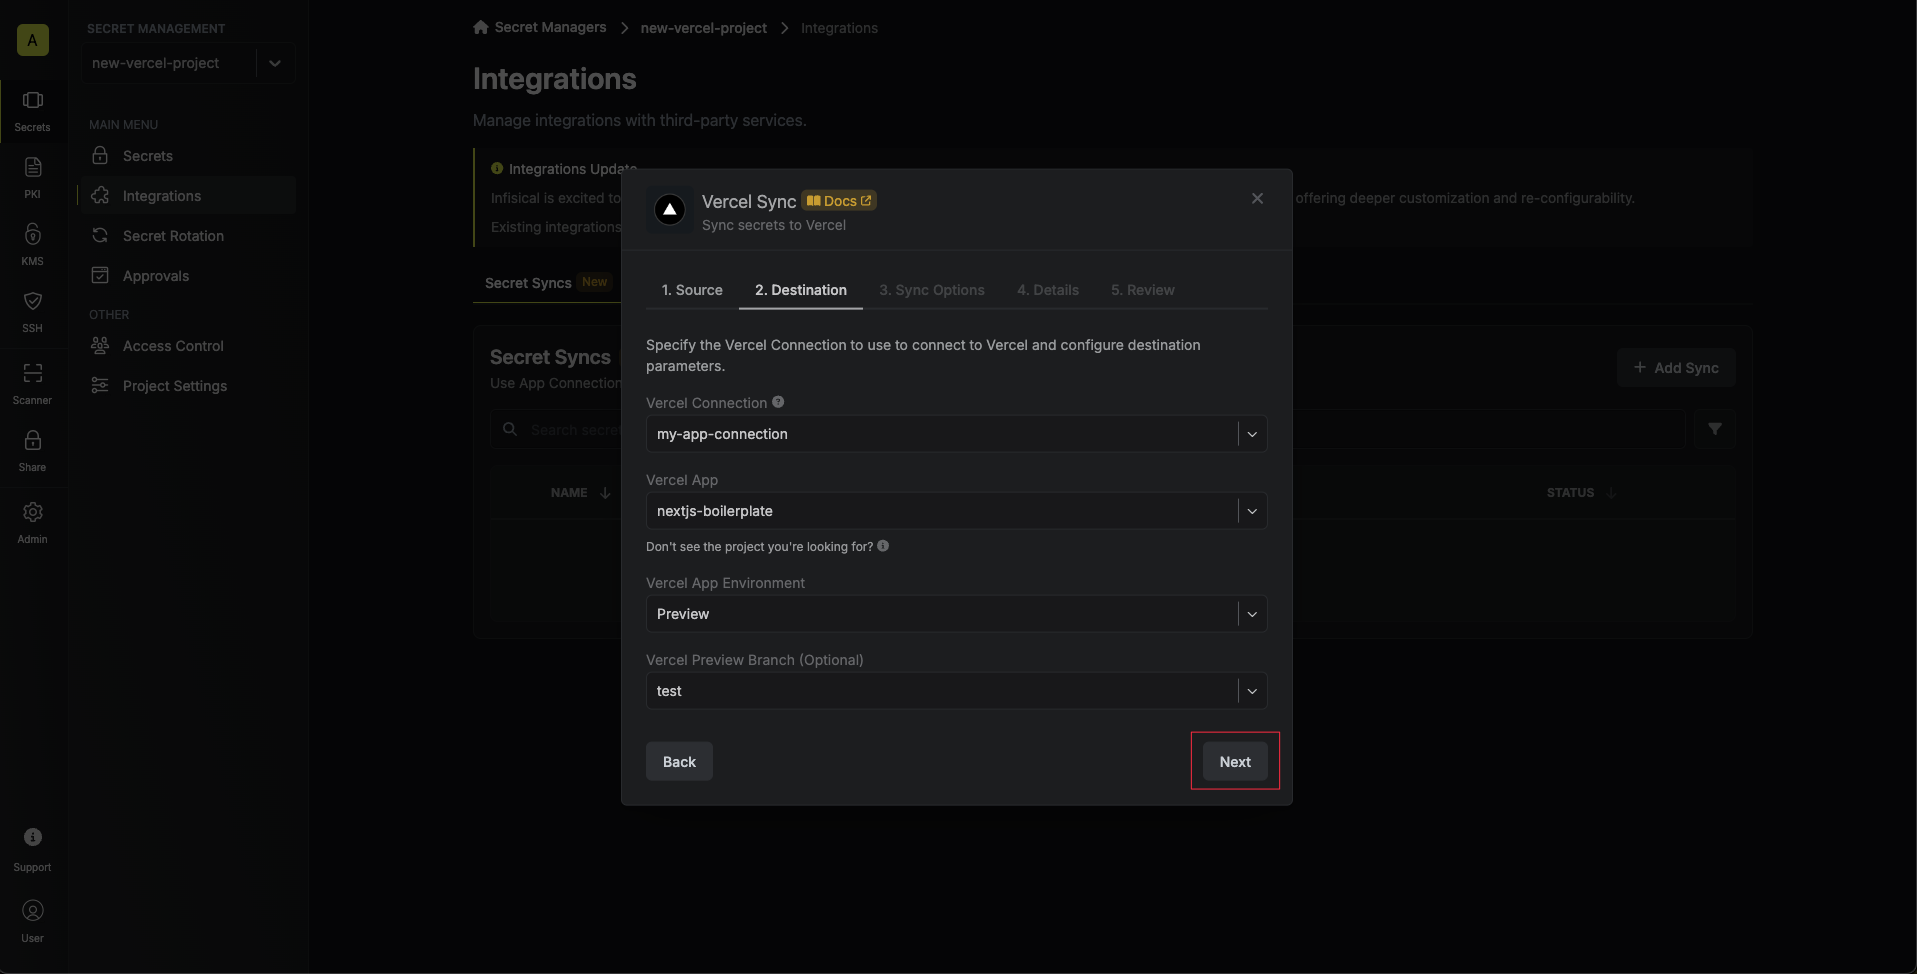 A
SECRET MANAGEMENT
new-vercel-project
Secrets
PKI
KMS
SSH
Scanner
Share
Admin
Support
User
MAIN MENU
Secrets
Integrations
Secret Rotation
Approvals
OTHER
Access Control
Project Settings
Secret Managers
new-vercel-project
Integrations
Integrations
Manage integrations with third-party services.
Integrations Update
Infisical is excited to
offering deeper customization and re-configurability.
Existing integrations
Secret Syncs New
Secret Syncs
Use App Connection
Add Sync
Search secret
NAME
STATUS
Vercel Sync Docs
Sync secrets to Vercel
1. Source 2. Destination 3. Sync Options 4. Details 5. Review
Specify the Vercel Connection to use to connect to Vercel and configure destination
parameters.
Vercel Connection
my-app-connection
Vercel App
nextjs-boilerplate
Don't see the project you're looking for?
Vercel App Environment
Preview
Vercel Preview Branch (Optional)
test
Back
Next